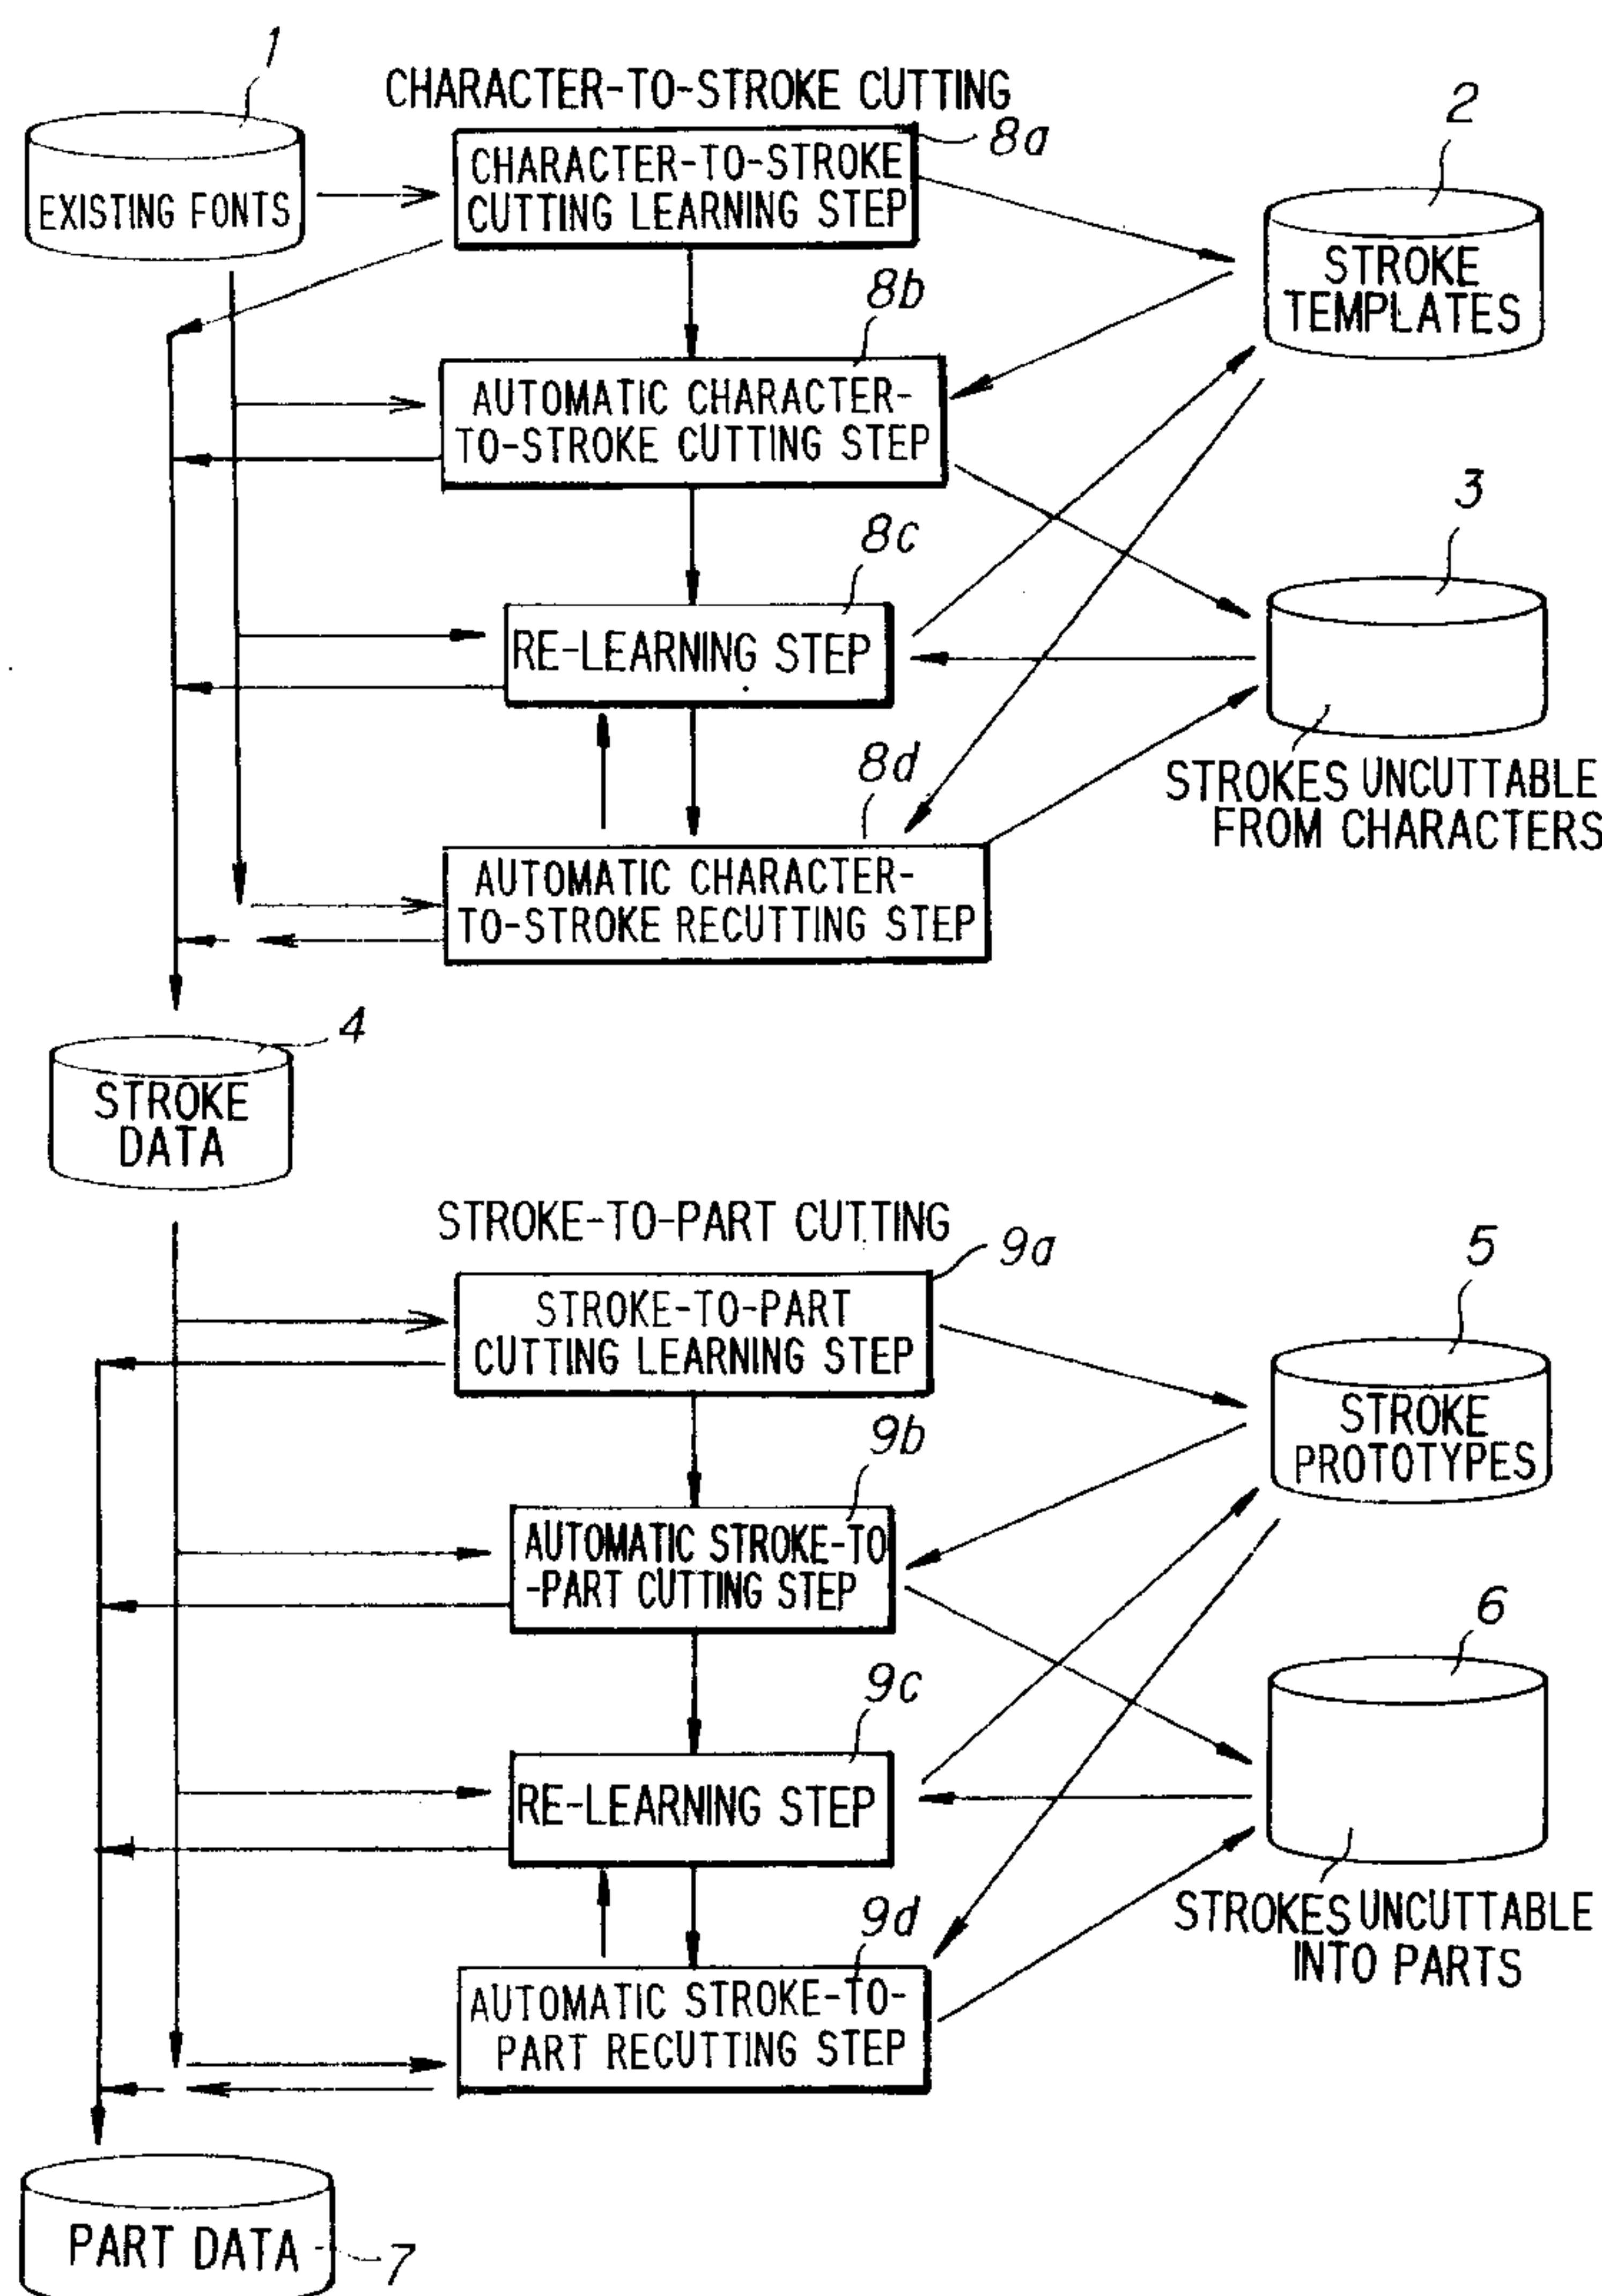 1
CHARACTER-TO-STROKE CUTTING
8a
2
EXISTING FONTS
CHARACTER-TO-STROKE
CUTTING LEARNING STEP
STROKE
TEMPLATES
8b
AUTOMATIC CHARACTER-
TO-STROKE CUTTING STEP
3
8c
RE-LEARNING STEP
STROKES UNCUTTABLE
FROM CHARACTERS
8d
AUTOMATIC CHARACTER-
TO-STROKE RECUTTING STEP
4
STROKE
DATA
STROKE-TO-PART CUTTING
9a
5
STROKE-TO-PART
CUTTING LEARNING STEP
STROKE
PROTOTYPES
9b
AUTOMATIC STROKE-TO
-PART CUTTING STEP
6
9c
RE-LEARNING STEP
STROKES UNCUTTABLE
INTO PARTS
9d
AUTOMATIC STROKE-TO-
PART RECUTTING STEP
PART DATA
7